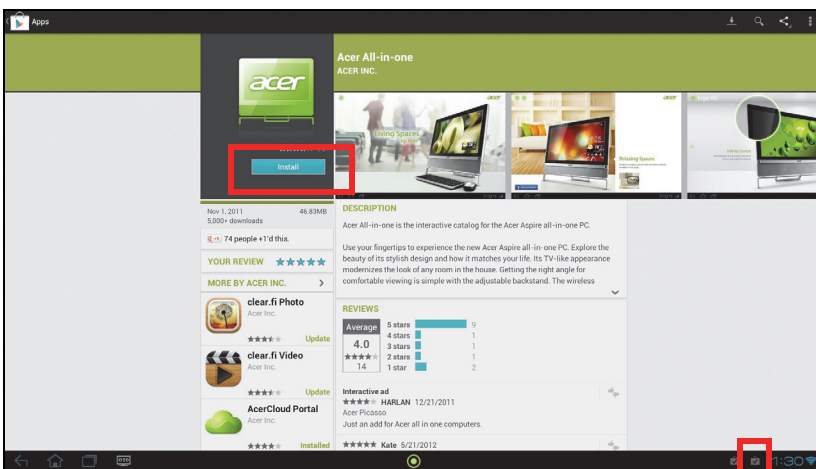 Apps
acer
Install
Acer All-in-one
ACER INC.
Living Spaces
acer
Relaxing Spaces
acer
Nov 1, 2011 46.83MB
5,000+ downloads
74 people +1'd this.
YOUR REVIEW
MORE BY ACER INC.
clear.fi Photo
Acer Inc.
Update
clear.fi Video
Acer Inc.
Update
AcerCloud Portal
Acer Inc.
Installed
DESCRIPTION
Acer All-in-one is the interactive catalog for the Acer Aspire all-in-one PC.
Use your fingertips to experience the new Acer Aspire all-in-one PC. Explore the
beauty of its stylish design and how it matches your life. Its TV-like appearance
modernizes the look of any room in the house. Getting the right angle for
comfortable viewing is simple with the adjustable backstand. The wireless
REVIEWS
Average
4.0
14
5 stars 9
4 stars 1
3 stars 1
2 stars 1
1 star 2
Interactive ad
HARLAN 12/21/2011
Acer Picasso
Just an add for Acer all in one computers.
Kate 5/21/2012
1:30